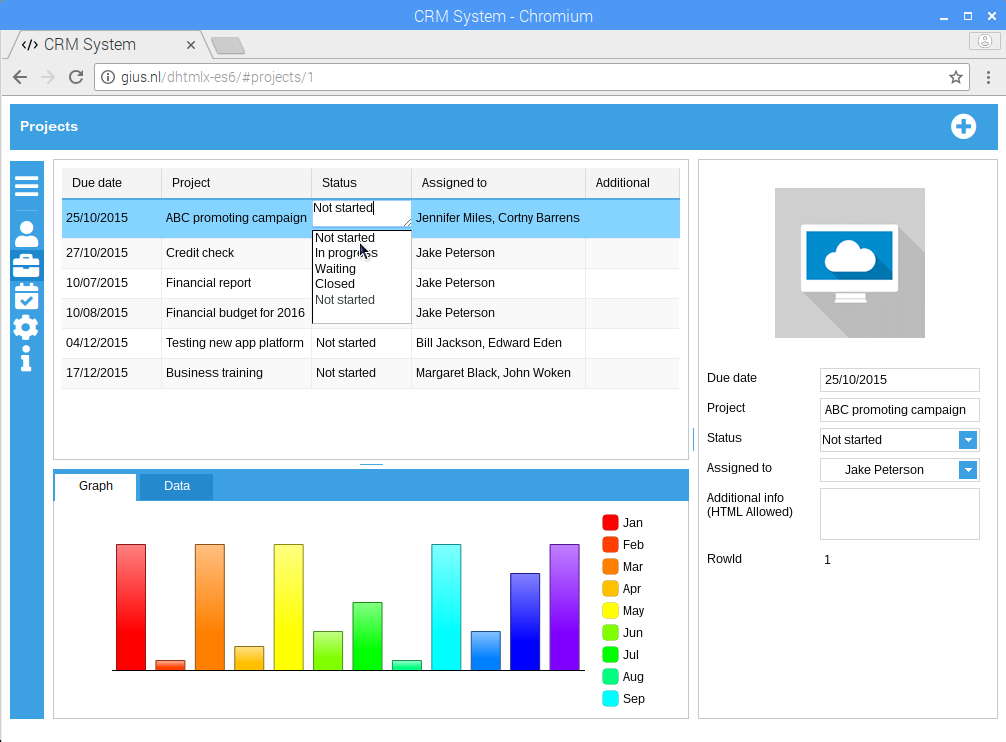 CRM System - Chromium
CRM System
gius.nl/dhtmlx-es6/#projects/1
Projects
Due date Project Status Assigned to Additional
25/10/2015 ABC promoting campaign Not started Jennifer Miles, Cortny Barrens
Not started
27/10/2015 Credit check In progress Jake Peterson
Waiting
10/07/2015 Financial report Closed Jake Peterson
Not started
10/08/2015 Financial budget for 2016 Jake Peterson
04/12/2015 Testing new app platform Not started Bill Jackson, Edward Eden
17/12/2015 Business training Not started Margaret Black, John Woken
Graph Data
Jan
Feb
Mar
Apr
May
Jun
Jul
Aug
Sep
Due date 25/10/2015
Project ABC promoting campaign
Status Not started
Assigned to Jake Peterson
Additional info
(HTML Allowed)
RowId 1